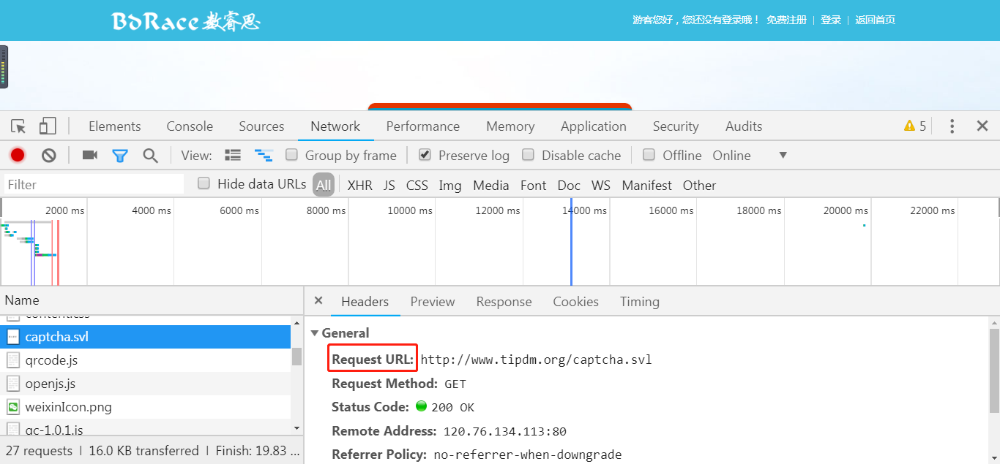 BdRace 数睿思
游客您好，您还没有登录哦！ 免费注册 | 登录 | 返回首页
Elements Console Sources Network Performance Memory Application Security Audits 5
View: Group by frame Preserve log Disable cache Offline Online
Filter Hide data URLs All XHR JS CSS Img Media Font Doc WS Manifest Other
2000 ms 4000 ms 6000 ms 8000 ms 10000 ms 12000 ms 14000 ms 16000 ms 18000 ms 20000 ms 22000 ms
Name
content.css
captcha.svl
qrcode.js
openjs.js
weixinIcon.png
qc-1.0.1.js
27 requests | 16.0 KB transferred | Finish: 19.83 ...
Headers Preview Response Cookies Timing
General
Request URL: http://www.tipdm.org/captcha.svl
Request Method: GET
Status Code: 200 OK
Remote Address: 120.76.134.113:80
Referrer Policy: no-referrer-when-downgrade